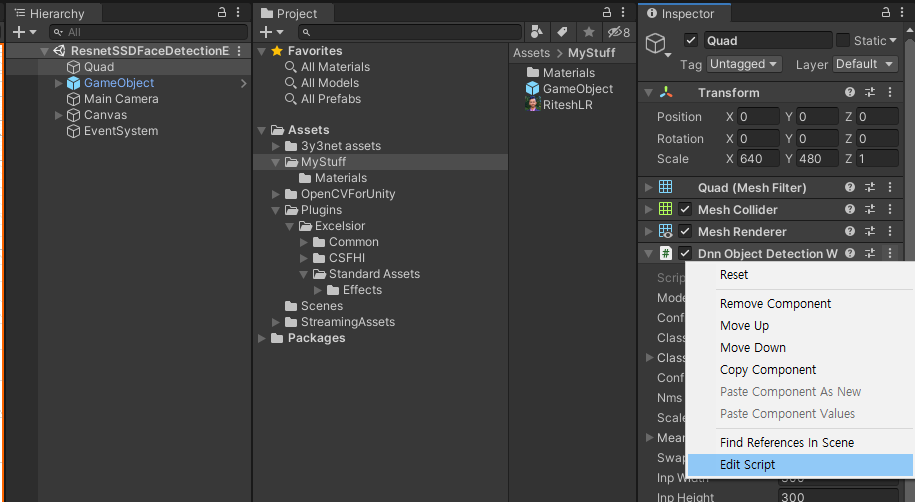 Hierarchy
All
ResnetSSDFaceDetectionE
Quad
GameObject
Main Camera
Canvas
EventSystem
Project
8
Favorites
All Materials
All Models
All Prefabs
Assets
3y3net assets
MyStuff
Materials
OpenCVForUnity
Plugins
Excelsior
Common
CSFHI
Standard Assets
Effects
Scenes
StreamingAssets
Packages
Assets > MyStuff
Materials
GameObject
RiteshLR
Inspector
Quad Static
Tag Untagged Layer Default
Transform
Position X 0 Y 0 Z 0
Rotation X 0 Y 0 Z 0
Scale X 640 Y 480 Z 1
Quad (Mesh Filter)
Mesh Collider
Mesh Renderer
# Dnn Object Detection W
Scrip
Mode
Conf
Class
Class
Conf
Nms
Scale
Mear
Swap
Inp Width 300
Inp Height 300
Reset
Remove Component
Move Up
Move Down
Copy Component
Paste Component As New
Paste Component Values
Find References In Scene
Edit Script